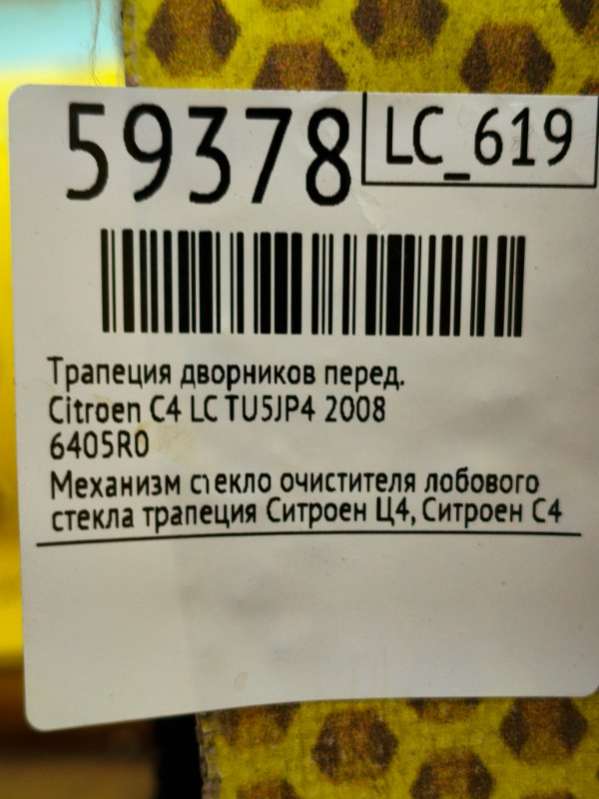 59378
LC_619
Трапеция дворников перед.
Citroen C4 LC TU5JP4 2008
6405R0
Механизм стекло очистителя лобового
стекла трапеция Ситроен Ц4, Ситроен С4